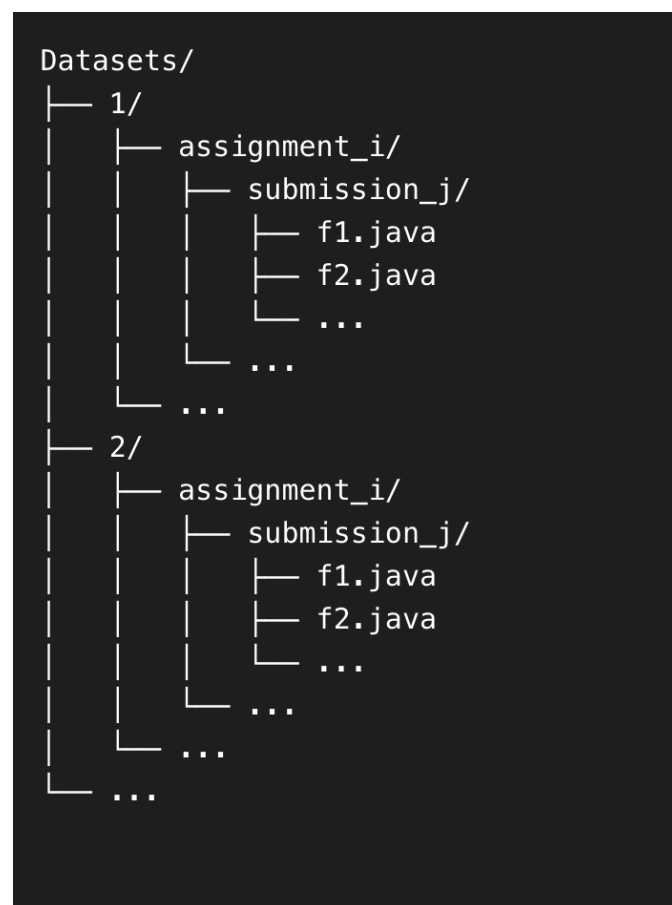 Datasets/
├── 1/
│   ├── assignment_i/
│   │   ├── submission_j/
│   │   │   ├── f1.java
│   │   │   ├── f2.java
│   │   │   └── ...
│   │   └── ...
│   └── ...
├── 2/
│   ├── assignment_i/
│   │   ├── submission_j/
│   │   │   ├── f1.java
│   │   │   ├── f2.java
│   │   │   └── ...
│   │   └── ...
│   └── ...
└── ...